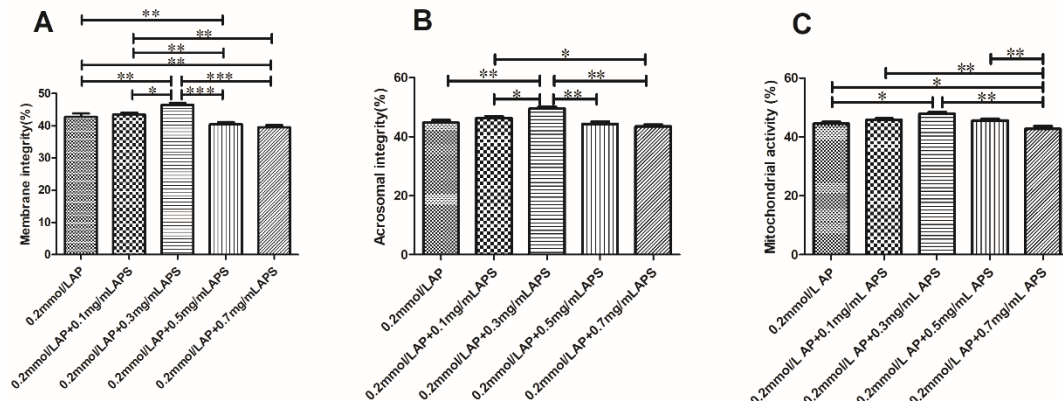 A
**
**
**
**
** ***
* ***
Membrane integrity(%)
50
40
30
20
10
0
0.2mmol/LAP
0.2mmol/LAP+0.1mg/mLAPS
0.2mmol/LAP+0.3mg/mLAPS
0.2mmol/LAP+0.5mg/mLAPS
0.2mmol/LAP+0.7mg/mLAPS
B
*
** **
* **
Acrosomal integrity(%)
60
40
20
0
0.2mmol/LAP
0.2mmol/LAP+0.1mg/mLAPS
0.2mmol/LAP+0.3mg/mLAPS
0.2mmol/LAP+0.5mg/mLAPS
0.2mmol/LAP+0.7mg/mLAPS
C
**
**
*
* **
Mitochondrial activity (%)
60
40
20
0
0.2mmol/L AP
0.2mmol/L AP+0.1mg/mL APS
0.2mmol/L AP+0.3mg/mL APS
0.2mmol/L AP+0.5mg/mL APS
0.2mmol/L AP+0.7mg/mL APS